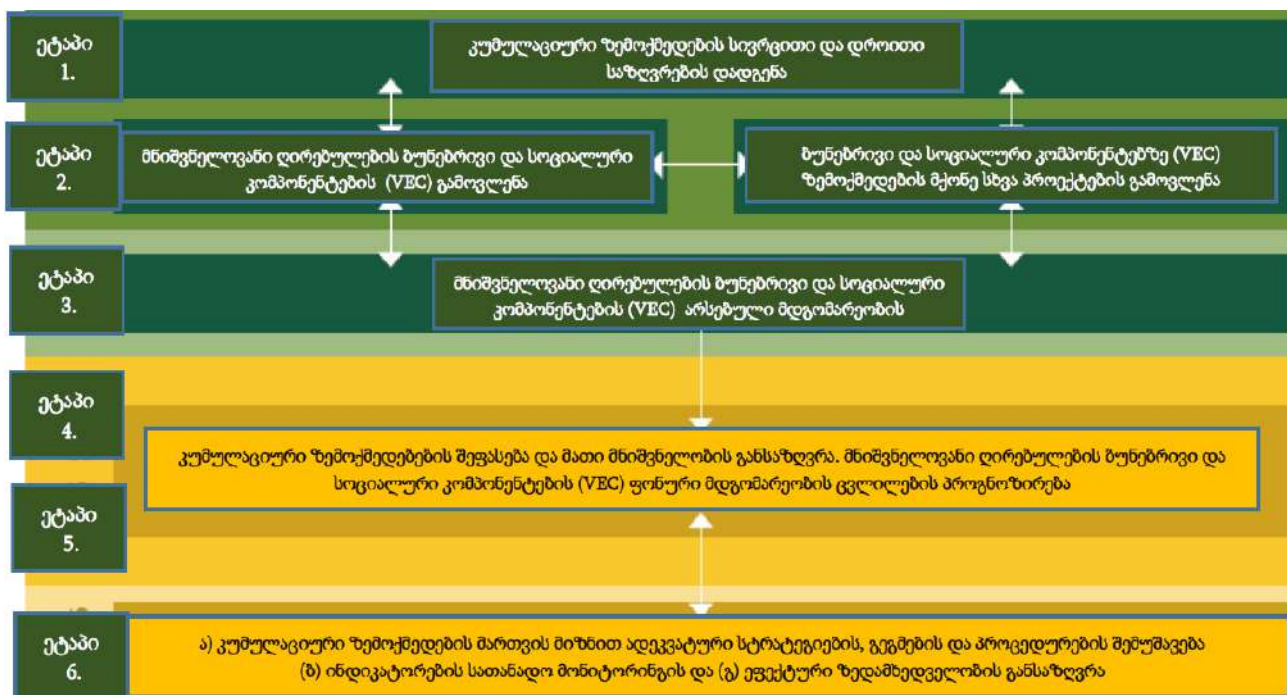 ეტაპი
1.
კუმულაციური ზემოქმედების სივრცითი და დროითი
საზღვრების დადგენა
ეტაპი
2.
მნიშვნელოვანი ღირებულების ბუნებრივი და სოციალური
კომპონენტების (VEC) გამოვლენა
ბუნებრივი და სოციალური კომპონენტებზე (VEC)
ზემოქმედების მქონე სხვა პროექტების გამოვლენა
ეტაპი
3.
მნიშვნელოვანი ღირებულების ბუნებრივი და სოციალური
კომპონენტების (VEC) არსებული მდგომარეობის
ეტაპი
4.
კუმულაციური ზემოქმედებების შეფასება და მათი მნიშვნელობის განსაზღვრა. მნიშვნელოვანი ღირებულების ბუნებრივი და
სოციალური კომპონენტების (VEC) ფონური მდგომარეობის ცვლილების პროგნოზირება
ეტაპი
5.
ეტაპი
6.
ა) კუმულაციური ზემოქმედების მართვის მიზნით ადეკვატური სტრატეგიების, გეგმების და პროცედურების შემუშავება
(ბ) ინდიკატორების სათანადო მონიტორინგის და (გ) ეფექტური ზედამხედველობის განსაზღვრა